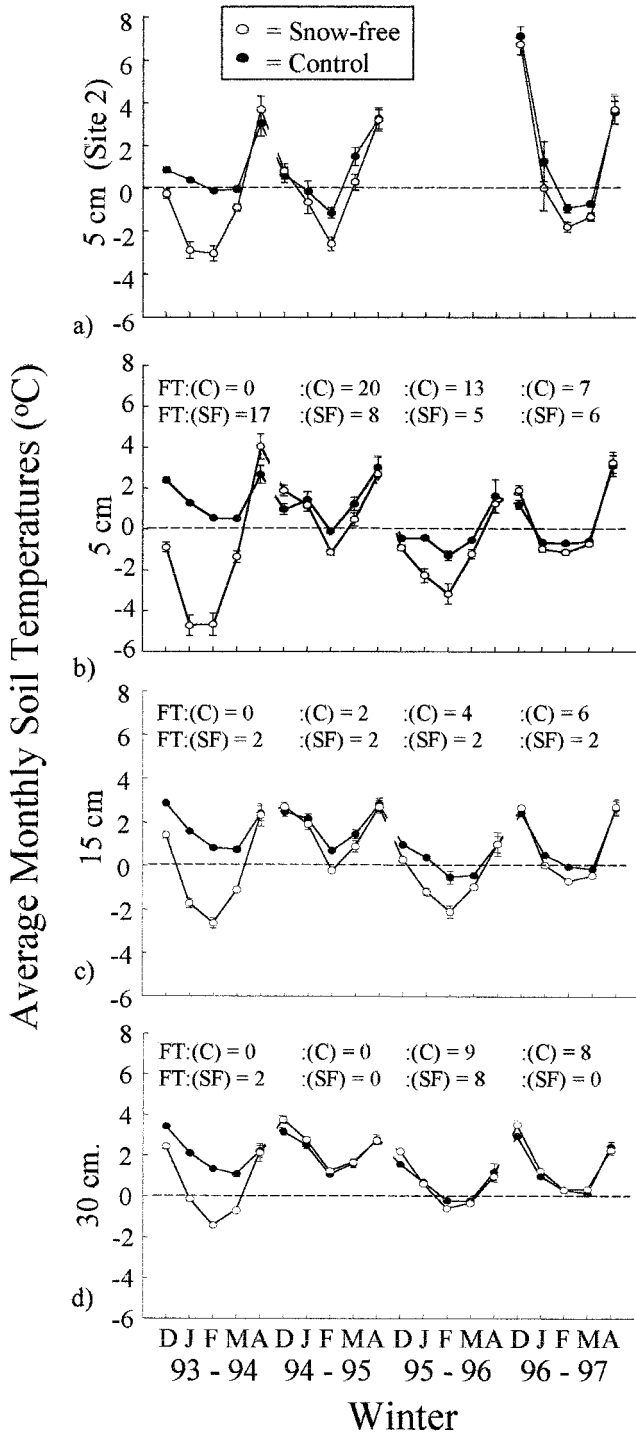 ○ = Snow-free
● = Control
Average Monthly Soil Temperatures (°C)
5 cm (Site 2)
8
6
4
2
0
-2
-4
-6
a)
5 cm
8
6
4
2
0
-2
-4
-6
b)
FT:(C) = 0 :(C) = 20 :(C) = 13 :(C) = 7
FT:(SF) =17 :(SF) = 8 :(SF) = 5 :(SF) = 6
15 cm
8
6
4
2
0
-2
-4
-6
c)
FT:(C) = 0 :(C) = 2 :(C) = 4 :(C) = 6
FT:(SF) = 2 :(SF) = 2 :(SF) = 2 :(SF) = 2
30 cm.
8
6
4
2
0
-2
-4
-6
d)
FT:(C) = 0 :(C) = 0 :(C) = 9 :(C) = 8
FT:(SF) = 2 :(SF) = 0 :(SF) = 8 :(SF) = 0
D J F MA D J F MA D J F MA D J F MA
93 - 94 94 - 95 95 - 96 96 - 97
Winter